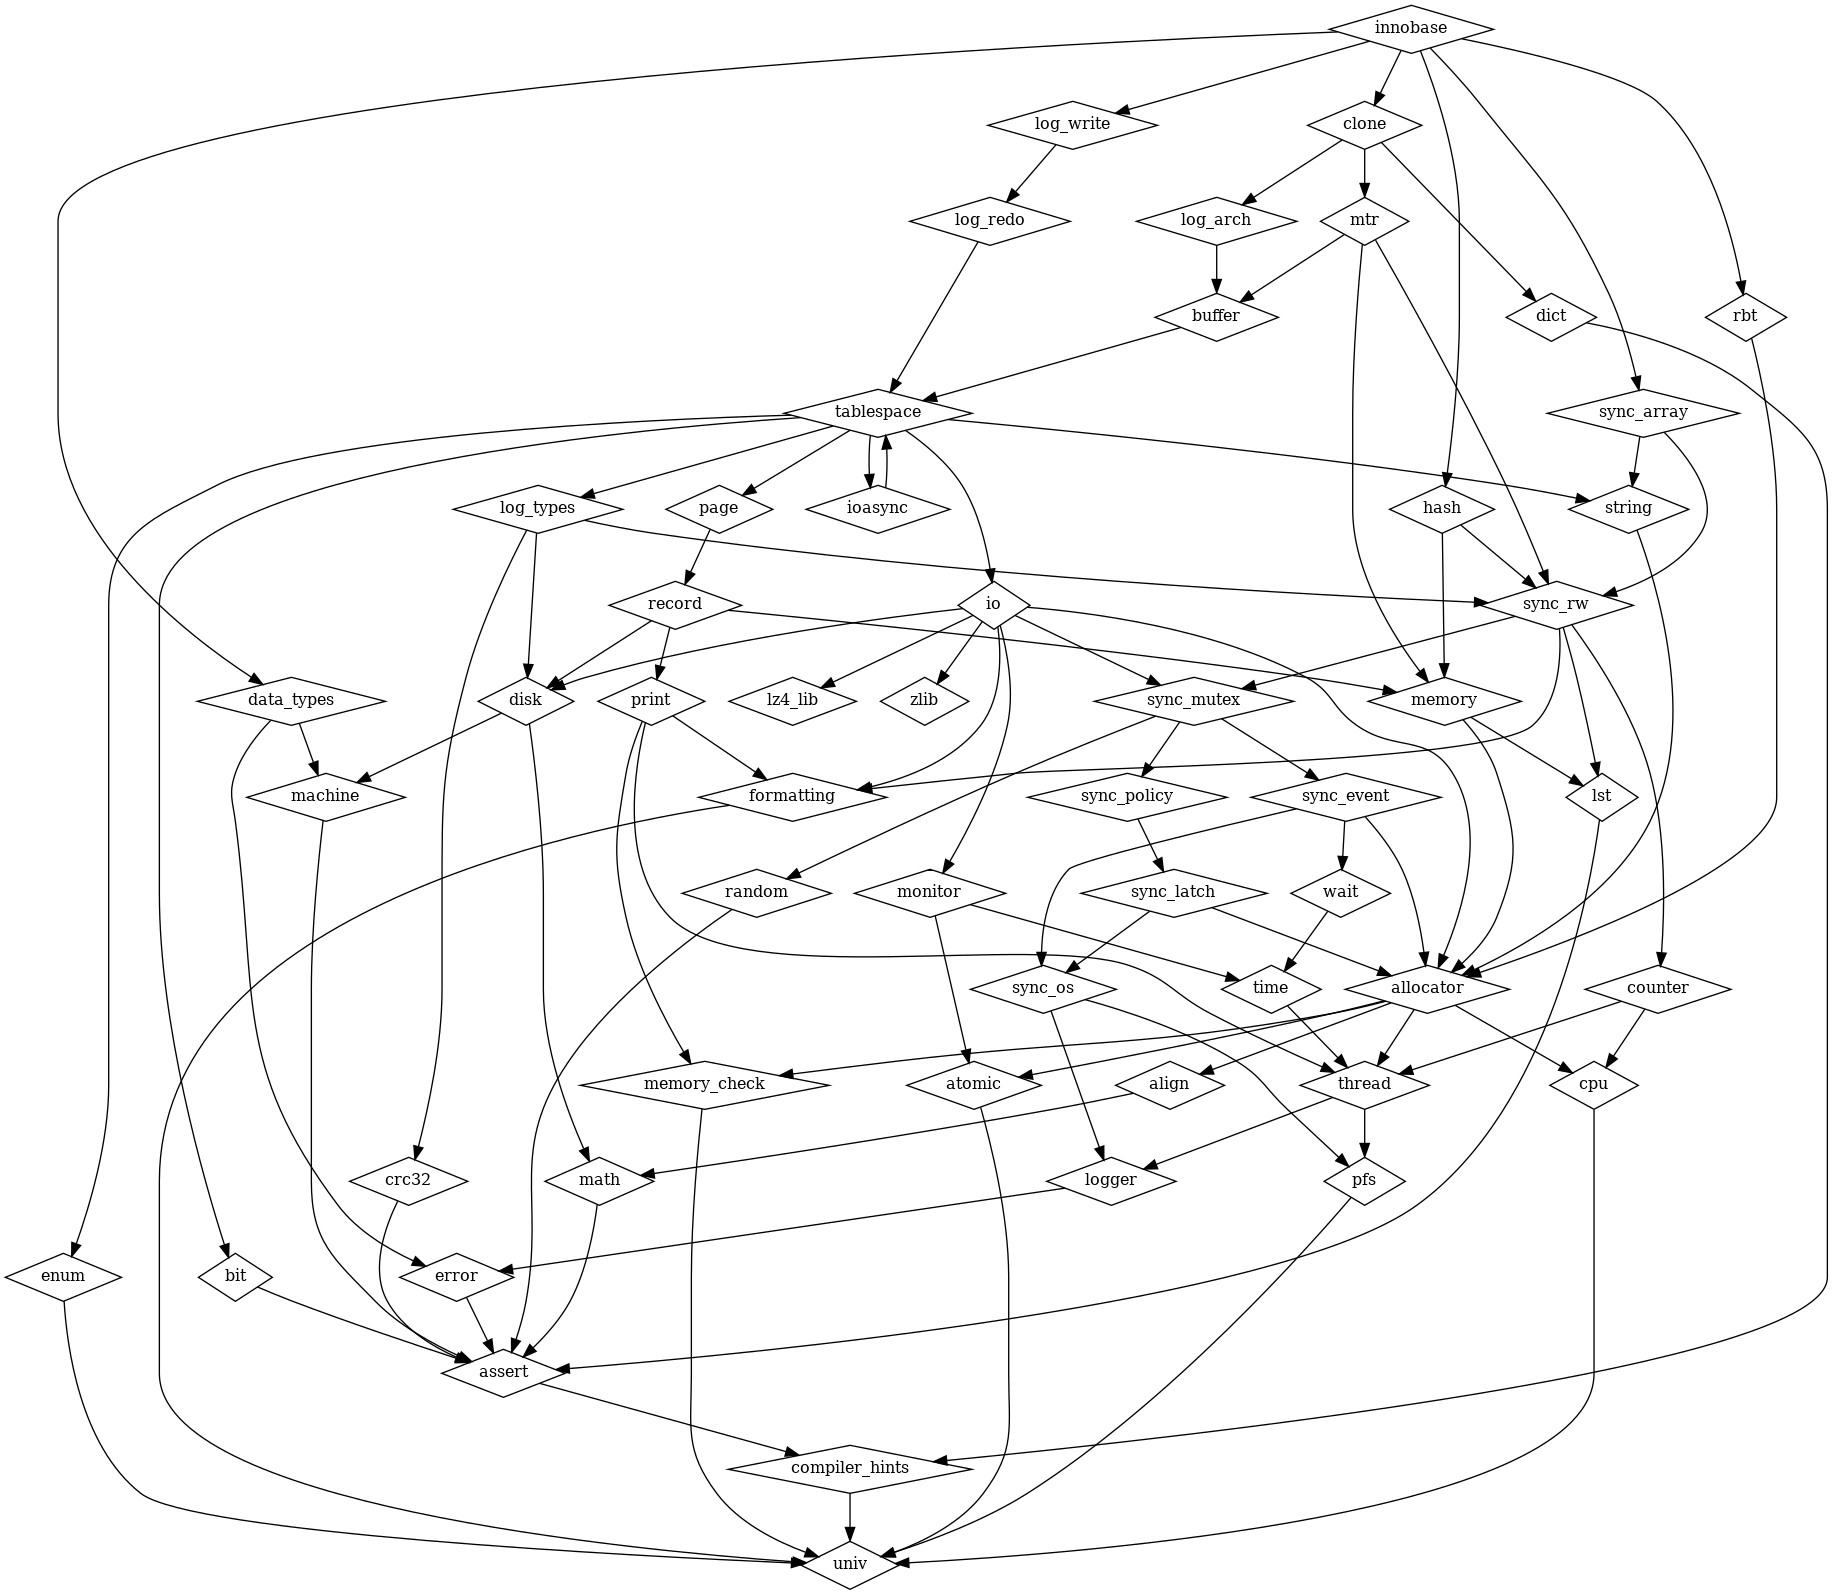 innobase
log_write
clone
log_redo
log_arch
mtr
buffer
dict
rbt
tablespace
sync_array
log_types
page
ioasync
hash
string
record
io
sync_rw
data_types
disk
print
lz4_lib
zlib
sync_mutex
memory
machine
formatting
sync_policy
sync_event
lst
random
monitor
sync_latch
wait
sync_os
time
allocator
counter
memory_check
atomic
align
thread
cpu
crc32
math
logger
pfs
enum
bit
error
assert
compiler_hints
univ